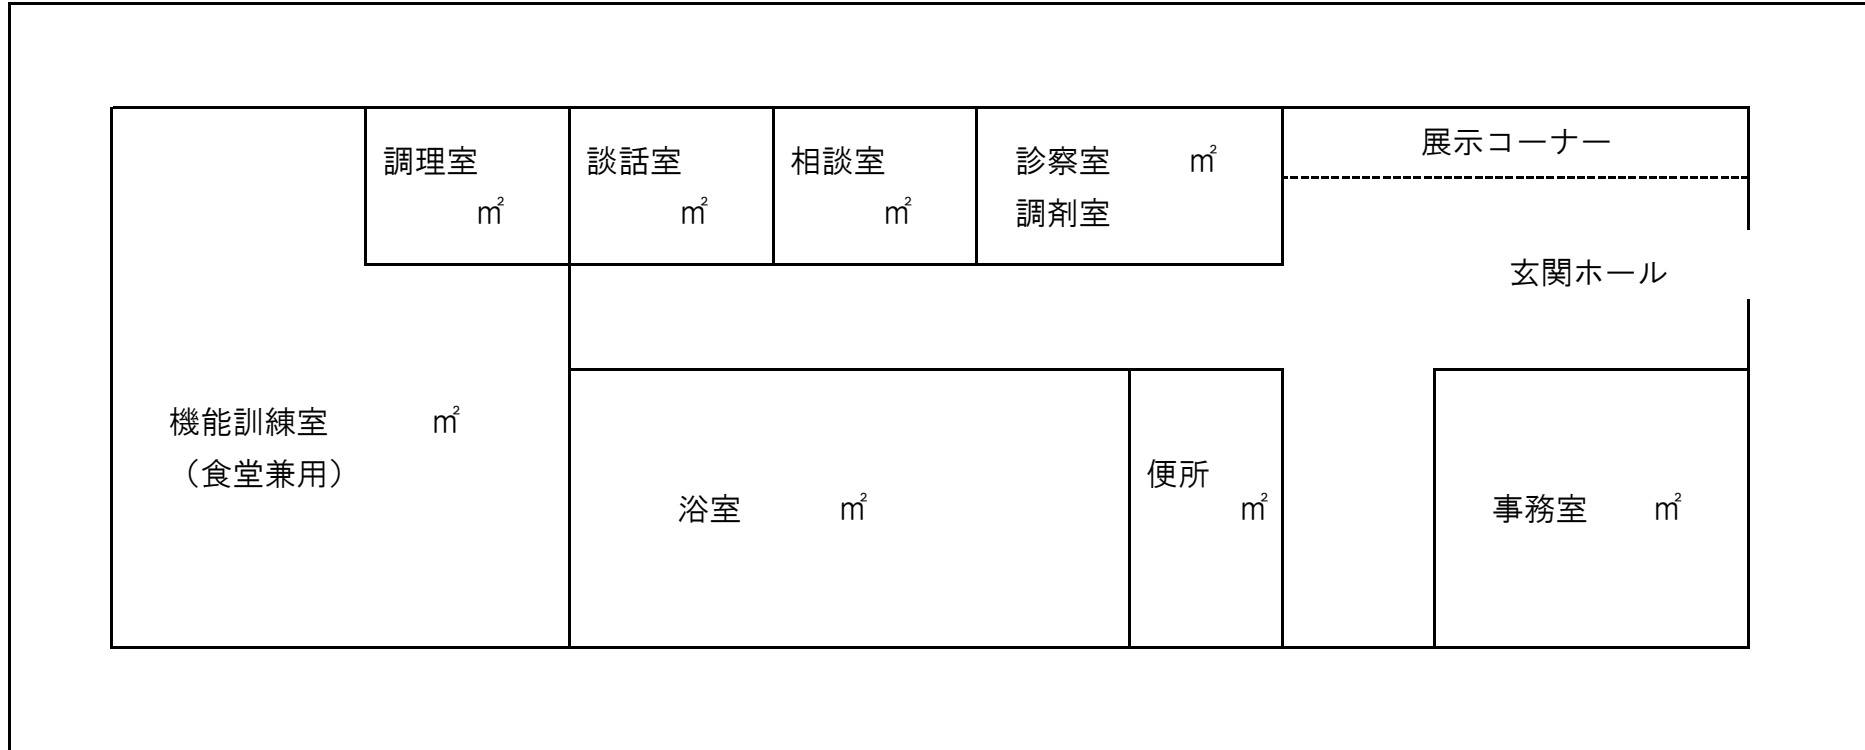 展示コーナー
調理室
㎡
談話室
㎡
相談室
㎡
診察室 ㎡
調剤室
玄関ホール
機能訓練室 ㎡
（食堂兼用）
浴室 ㎡
便所
㎡
事務室 ㎡